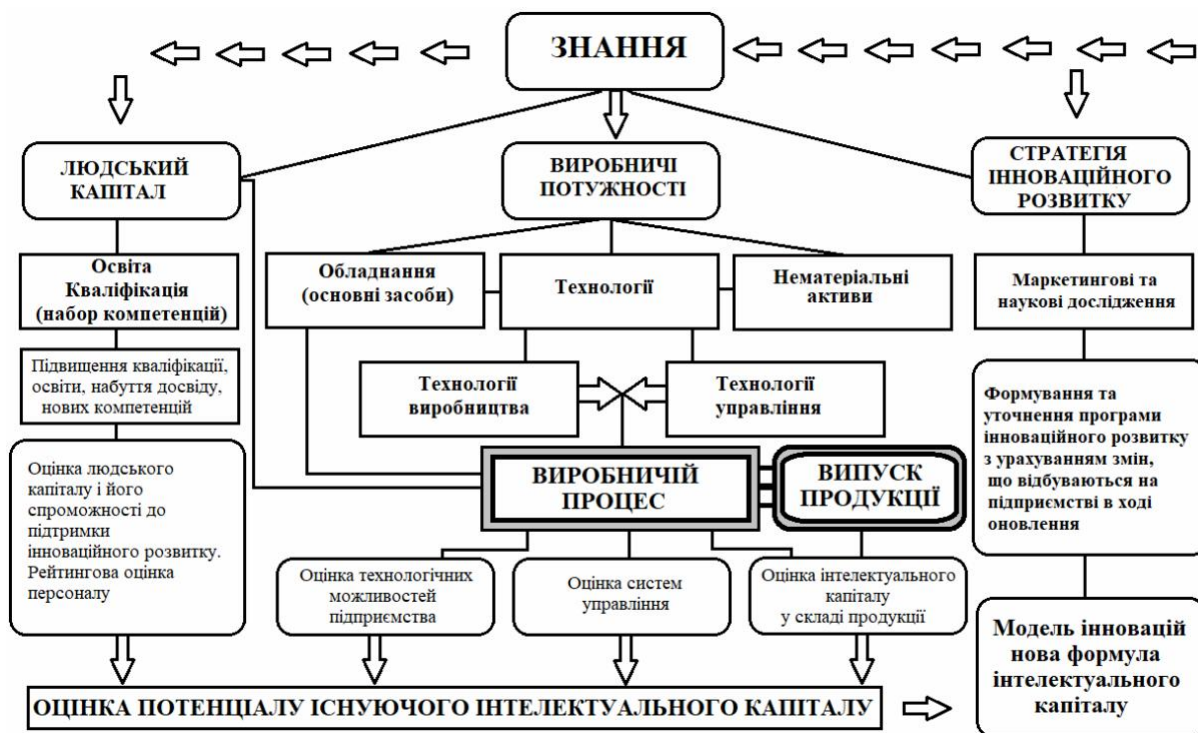 ЗНАННЯ
ЛЮДСЬКИЙ
КАПІТАЛ
ВИРОБНИЧІ
ПОТУЖНОСТІ
СТРАТЕГІЯ
ІННОВАЦІЙНОГО
РОЗВИТКУ
Освіта
Кваліфікація
(набор компетенцій)
Обладнання
(основні засоби)
Технології
Нематеріальні
активи
Маркетингові та
наукові дослідження
Підвищення кваліфікації,
освіти, набуття досвіду,
нових компетенцій
Технології
виробництва
Технології
управління
Формування та
уточнення програми
інноваційного розвитку
з урахуванням змін,
що відбуваються на
підприємстві в ході
оновлення
Оцінка людського
капіталу і його
спроможності до
підтримки
інноваційного розвитку.
Рейтингова оцінка
персоналу
ВИРОБНИЧІЙ
ПРОЦЕС
ВИПУСК
ПРОДУКЦІЇ
Оцінка технологічних
можливостей
підприємства
Оцінка систем
управління
Оцінка інтелектуального
капіталу
у складі продукції
Модель інновацій
нова формула
інтелектуального
капіталу
ОЦІНКА ПОТЕНЦІАЛУ ІСНУЮЧОГО ІНТЕЛЕКТУАЛЬНОГО КАПІТАЛУ